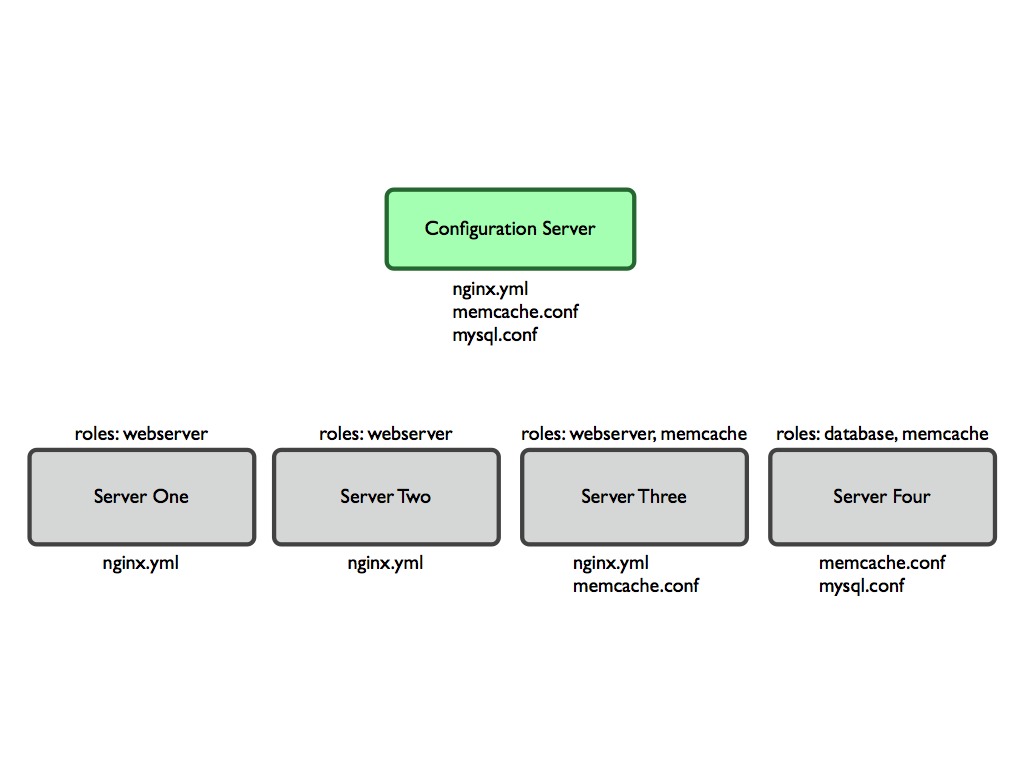 Configuration Server
nginx.yml
memcache.conf
mysql.conf
roles: webserver
roles: webserver
roles: webserver, memcache
roles: database, memcache
Server One
Server Two
Server Three
Server Four
nginx.yml
nginx.yml
nginx.yml
memcache.conf
memcache.conf
mysql.conf